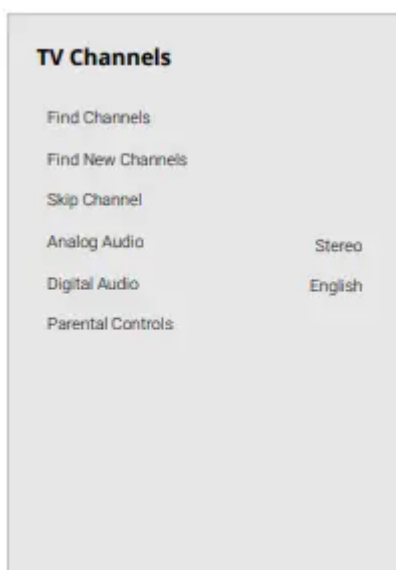 TV Channels
Find Channels
Find New Channels
Skip Channel
Analog Audio Stereo
Digital Audio English
Parental Controls